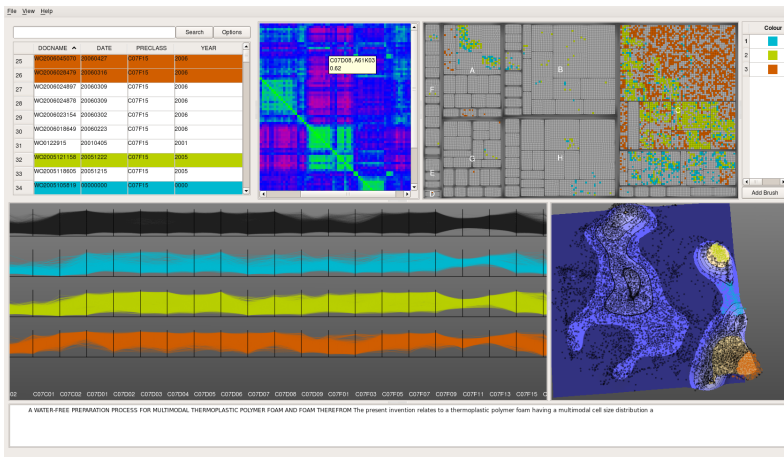 File View Help
Search Options
DOCNAME DATE PRECLASS YEAR
25 WO2006045070 20060427 C07F15 2006
26 WO2006028479 20060316 C07F15 2006
27 WO2006024897 20060309 C07F15 2006
28 WO2006024878 20060309 C07F15 2006
29 WO2006023154 20060302 C07F15 2006
30 WO2006018649 20060223 C07F15 2006
31 WO0122915 20010405 C07F15 2001
32 WO2005121158 20051222 C07F15 2005
33 WO2005118605 20051215 C07F15 2005
34 WO2005105819 00000000 C07F15 0000
C07D08, A61K03
0.62
A
B
F
C
G
H
E
D
Colour
1
2
3
Add Brush
02 C07C01 C07C02 C07D01 C07D02 C07D03 C07D04 C07D05 C07D06 C07D07 C07D08 C07D09 C07F01 C07F03 C07F05 C07F07 C07F09 C07F11 C07F13 C07F15 C
A WATER-FREE PREPARATION PROCESS FOR MULTIMODAL THERMOPLASTIC POLYMER FOAM AND FOAM THEREFROM The present invention relates to a thermoplastic polymer foam having a multimodal cell size distribution a